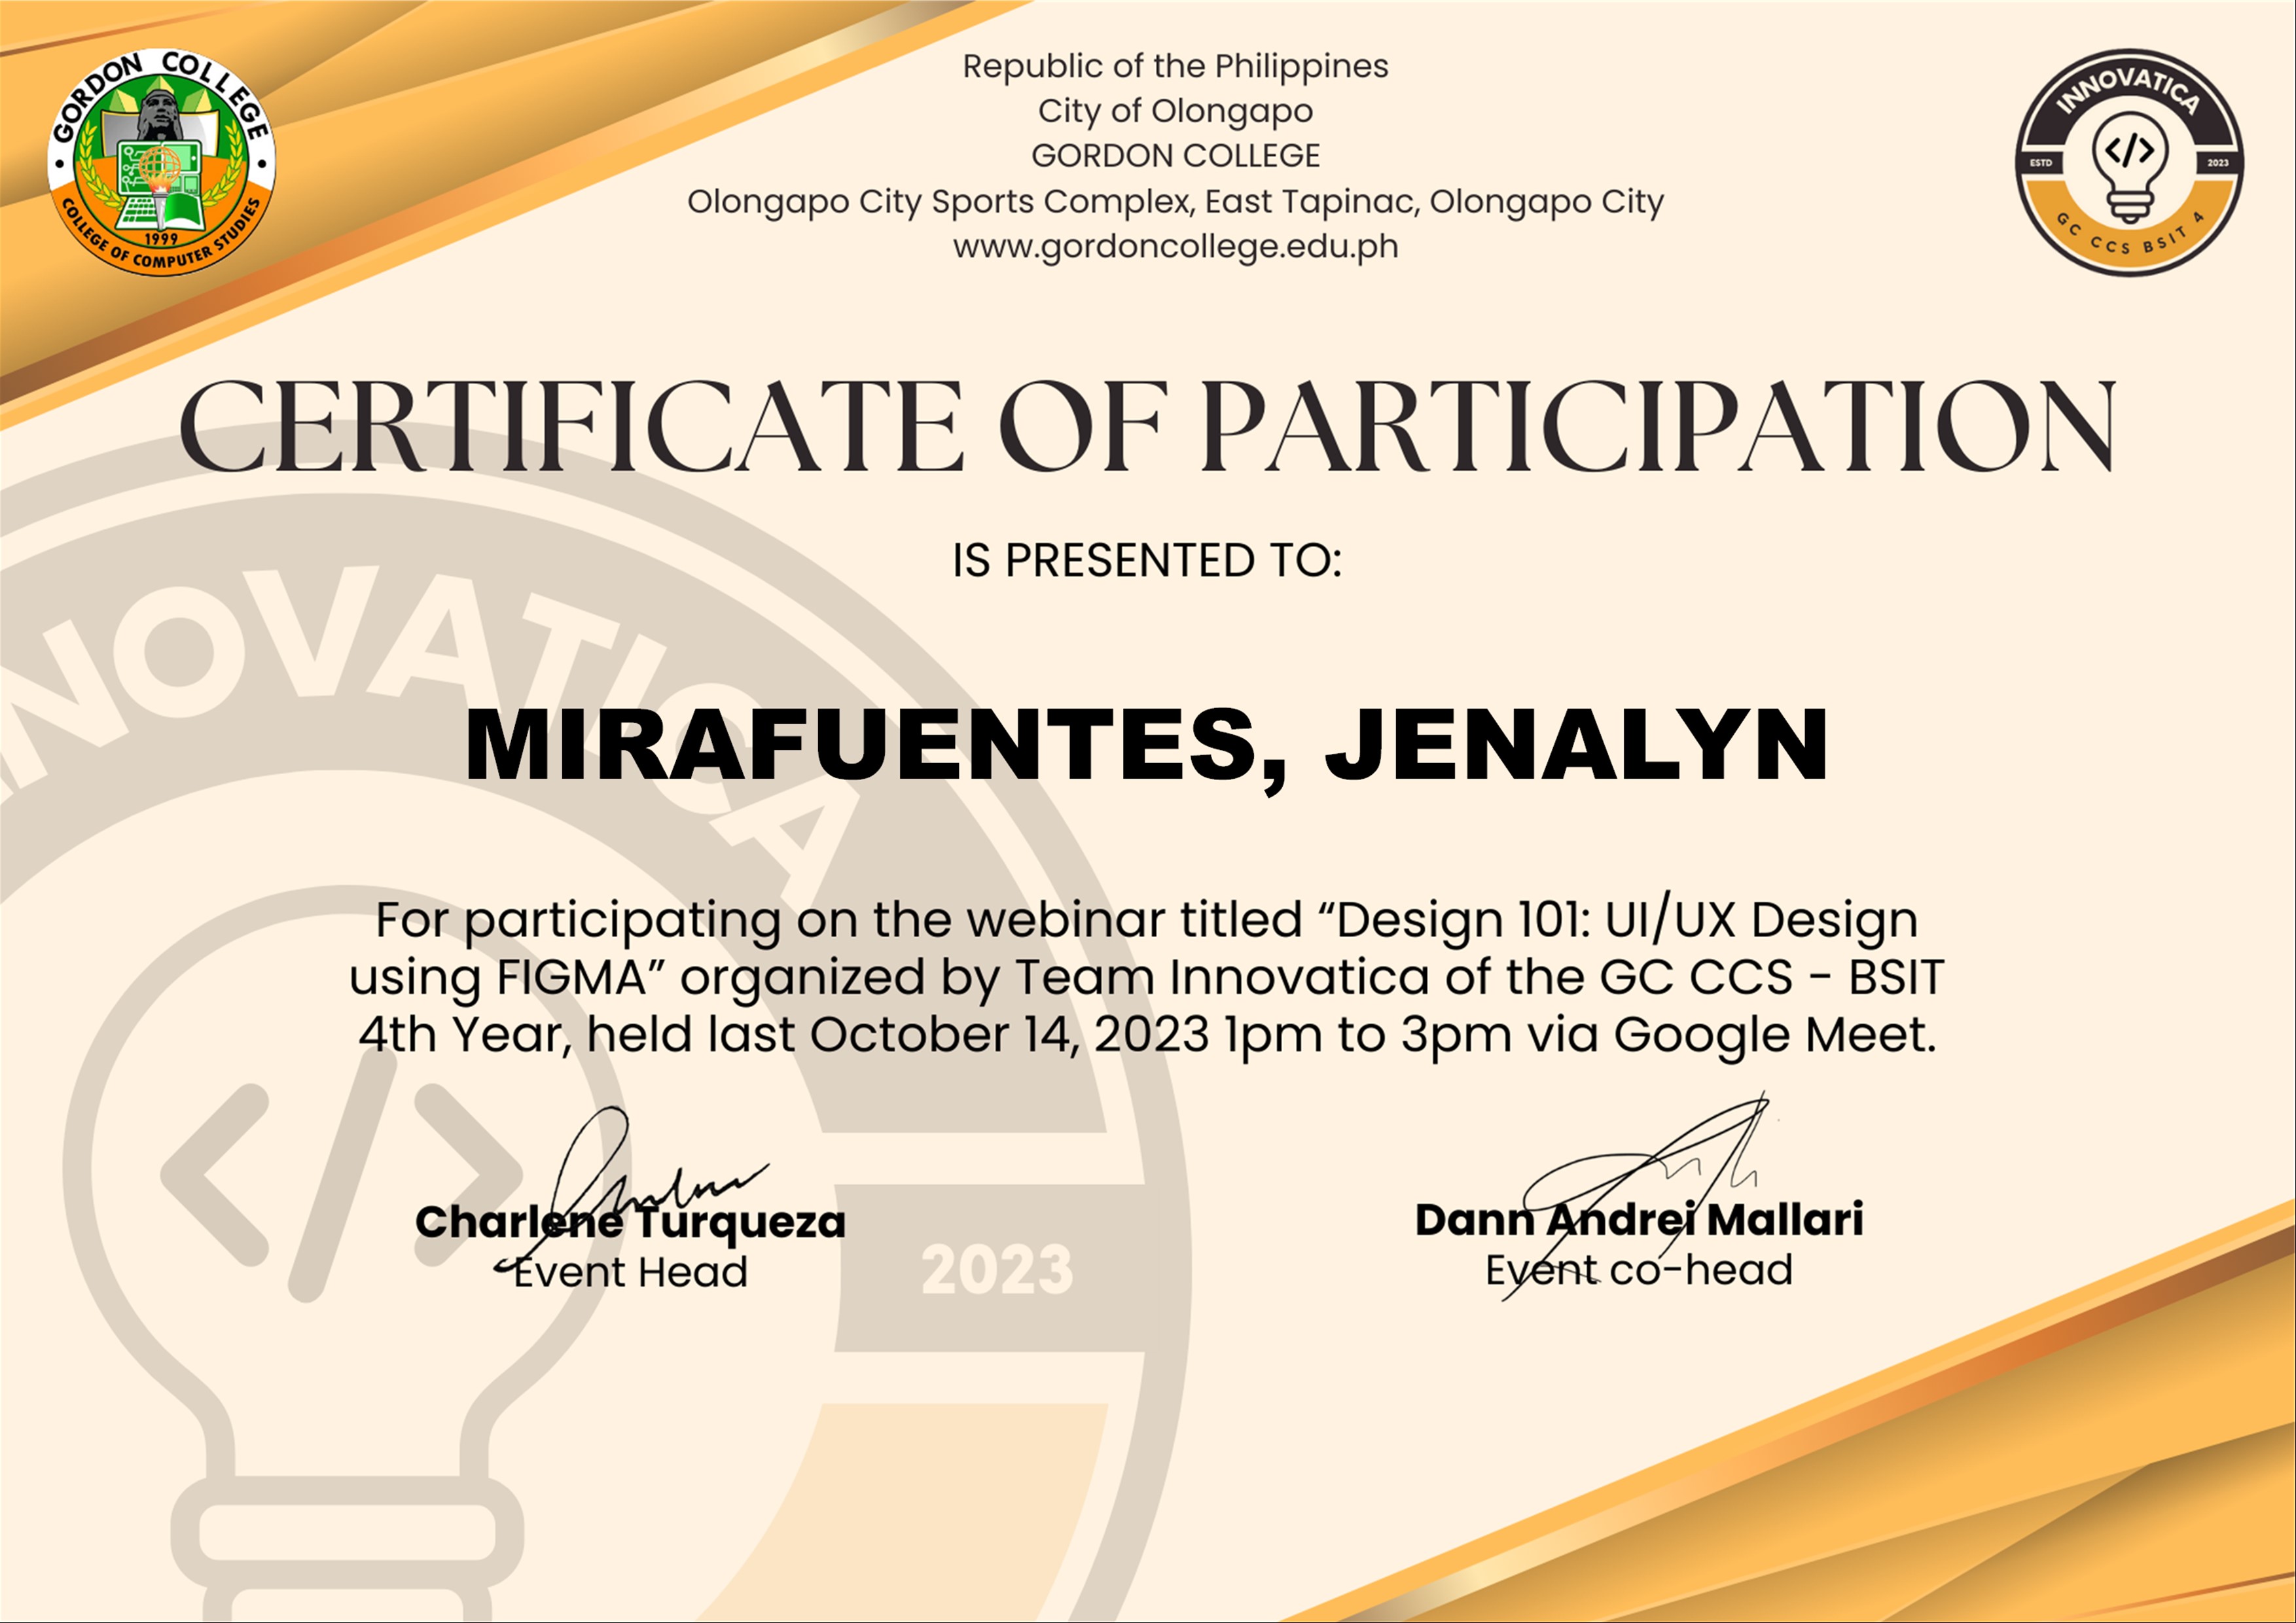 GORDON COLLEGE
1999
COLLEGE OF COMPUTER STUDIES
Republic of the Philippines
City of Olongapo
GORDON COLLEGE
Olongapo City Sports Complex, East Tapinac, Olongapo City
www.gordoncollege.edu.ph
INNOVATICA
ESTD
2023
GC CCS BSIT 4
CERTIFICATE OF PARTICIPATION
IS PRESENTED TO:
NOVATICA
MIRAFUENTES, JENALYN
For participating on the webinar titled “Design 101: UI/UX Design
using FIGMA” organized by Team Innovatica of the GC CCS - BSIT
4th Year, held last October 14, 2023 1pm to 3pm via Google Meet.
Charlene Turqueza
Event Head
2023
Dann Andrei Mallari
Event co-head